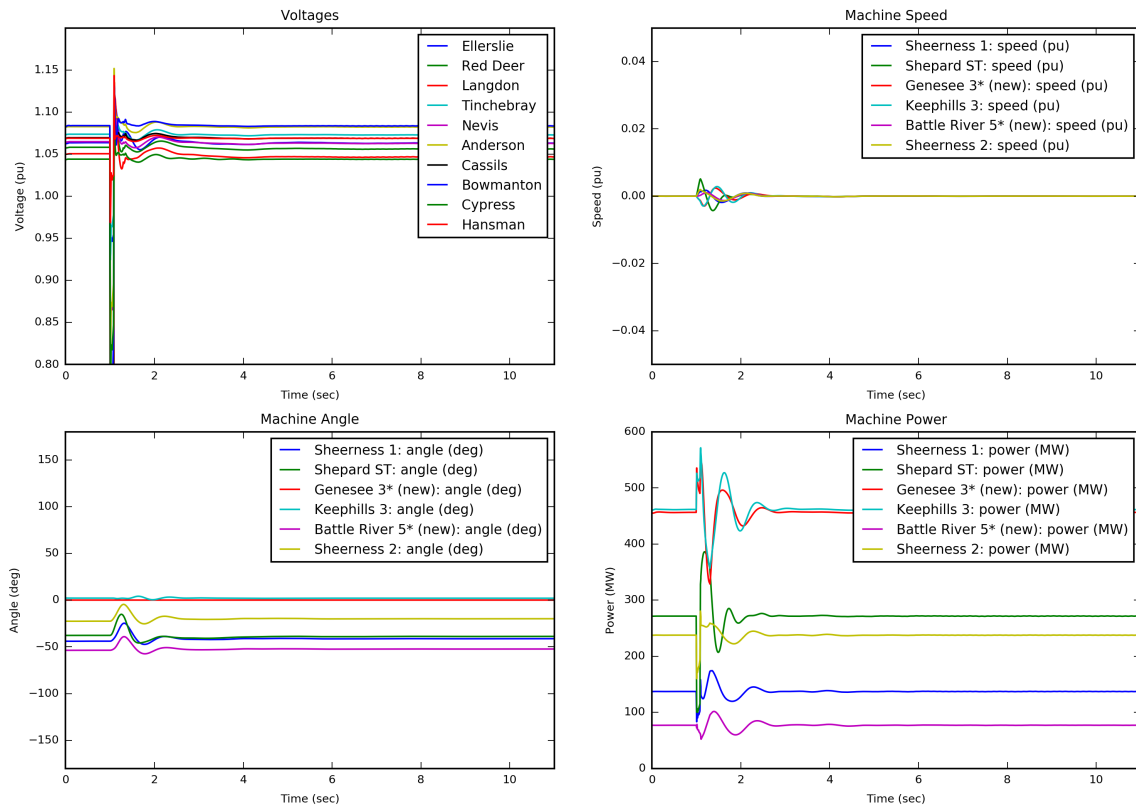 Voltages
1.15
1.10
1.05
1.00
0.95
0.90
0.85
0.80
Voltage (pu)
0 2 4 6 8 10
Time (sec)
Ellerslie
Red Deer
Langdon
Tinchebray
Nevis
Anderson
Cassils
Bowmanton
Cypress
Hansman
Machine Speed
0.04
0.02
0.00
−0.02
−0.04
Speed (pu)
0 2 4 6 8 10
Time (sec)
Sheerness 1: speed (pu)
Shepard ST: speed (pu)
Genesee 3* (new): speed (pu)
Keephills 3: speed (pu)
Battle River 5* (new): speed (pu)
Sheerness 2: speed (pu)
Machine Angle
150
100
50
0
−50
−100
−150
Angle (deg)
0 2 4 6 8 10
Time (sec)
Sheerness 1: angle (deg)
Shepard ST: angle (deg)
Genesee 3* (new): angle (deg)
Keephills 3: angle (deg)
Battle River 5* (new): angle (deg)
Sheerness 2: angle (deg)
Machine Power
600
500
400
300
200
100
0
Power (MW)
0 2 4 6 8 10
Time (sec)
Sheerness 1: power (MW)
Shepard ST: power (MW)
Genesee 3* (new): power (MW)
Keephills 3: power (MW)
Battle River 5* (new): power (MW)
Sheerness 2: power (MW)